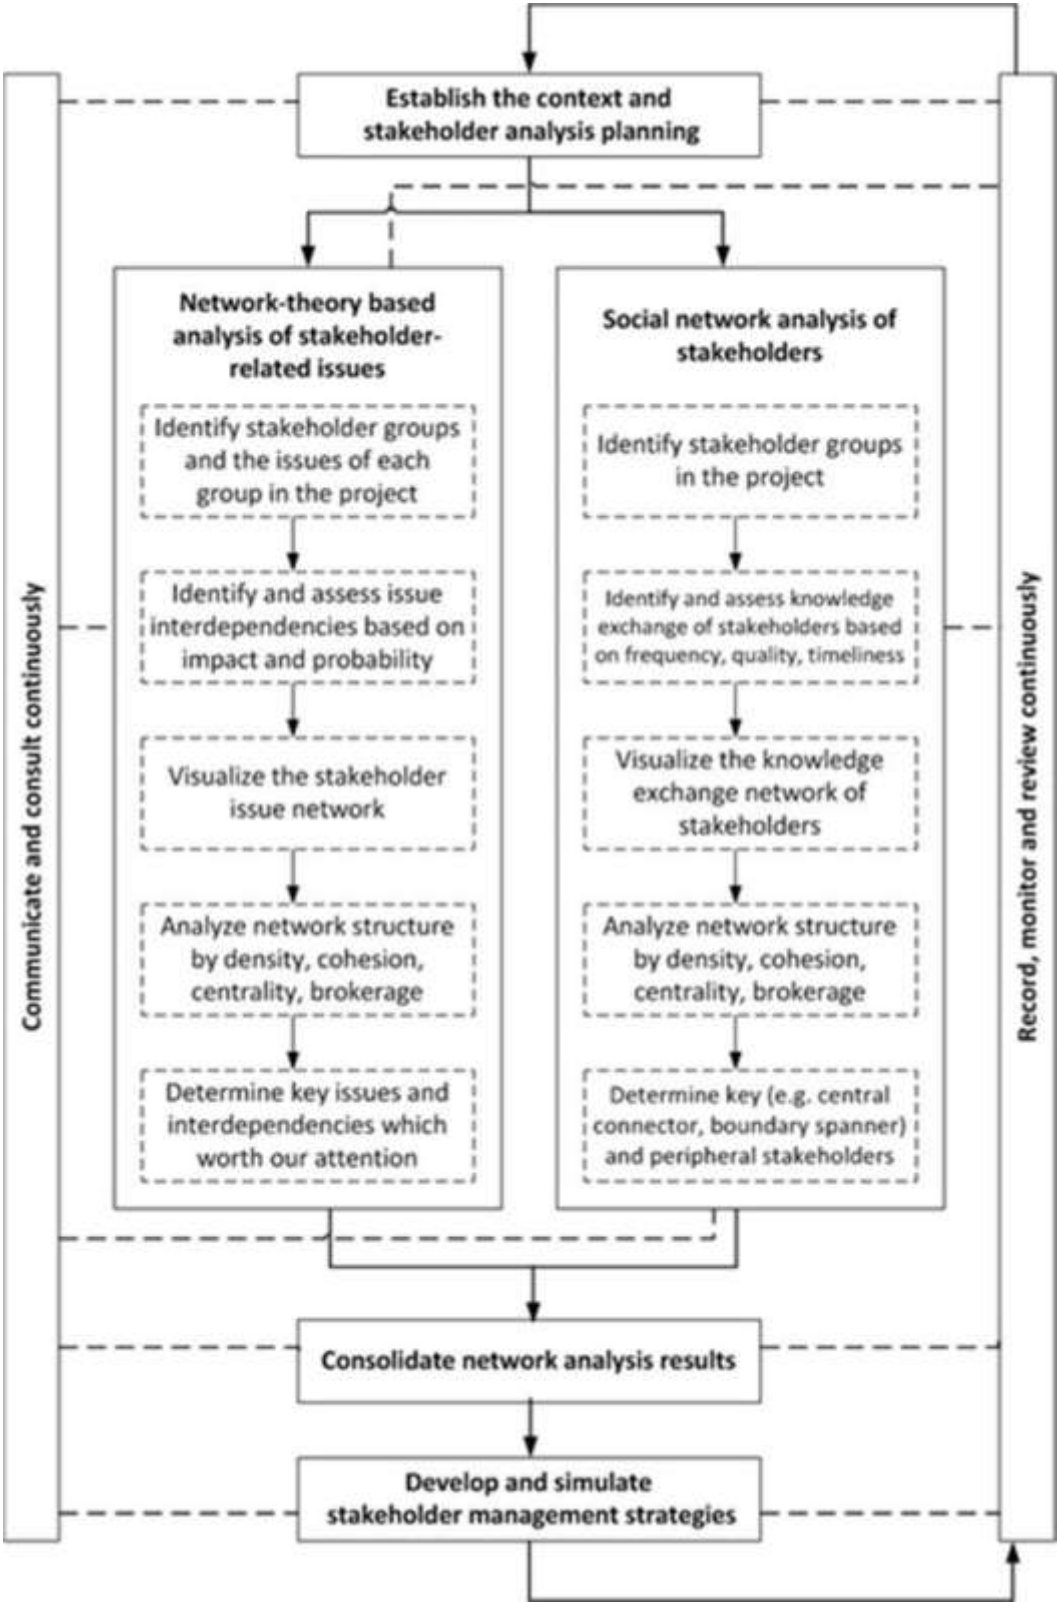 Establish the context and
stakeholder analysis planning
Network-theory based
analysis of stakeholder-
related issues
Identify stakeholder groups
and the issues of each
group in the project
Identify and assess issue
interdependencies based on
impact and probability
Visualize the stakeholder
issue network
Analyze network structure
by density, cohesion,
centrality, brokerage
Determine key issues and
interdependencies which
worth our attention
Social network analysis of
stakeholders
Identify stakeholder groups
in the project
Identify and assess knowledge
exchange of stakeholders based
on frequency, quality, timeliness
Visualize the knowledge
exchange network of
stakeholders
Analyze network structure
by density, cohesion,
centrality, brokerage
Determine key (e.g. central
connector, boundary spanner)
and peripheral stakeholders
Consolidate network analysis results
Develop and simulate
stakeholder management strategies
Communicate and consult continuously
Record, monitor and review continuously